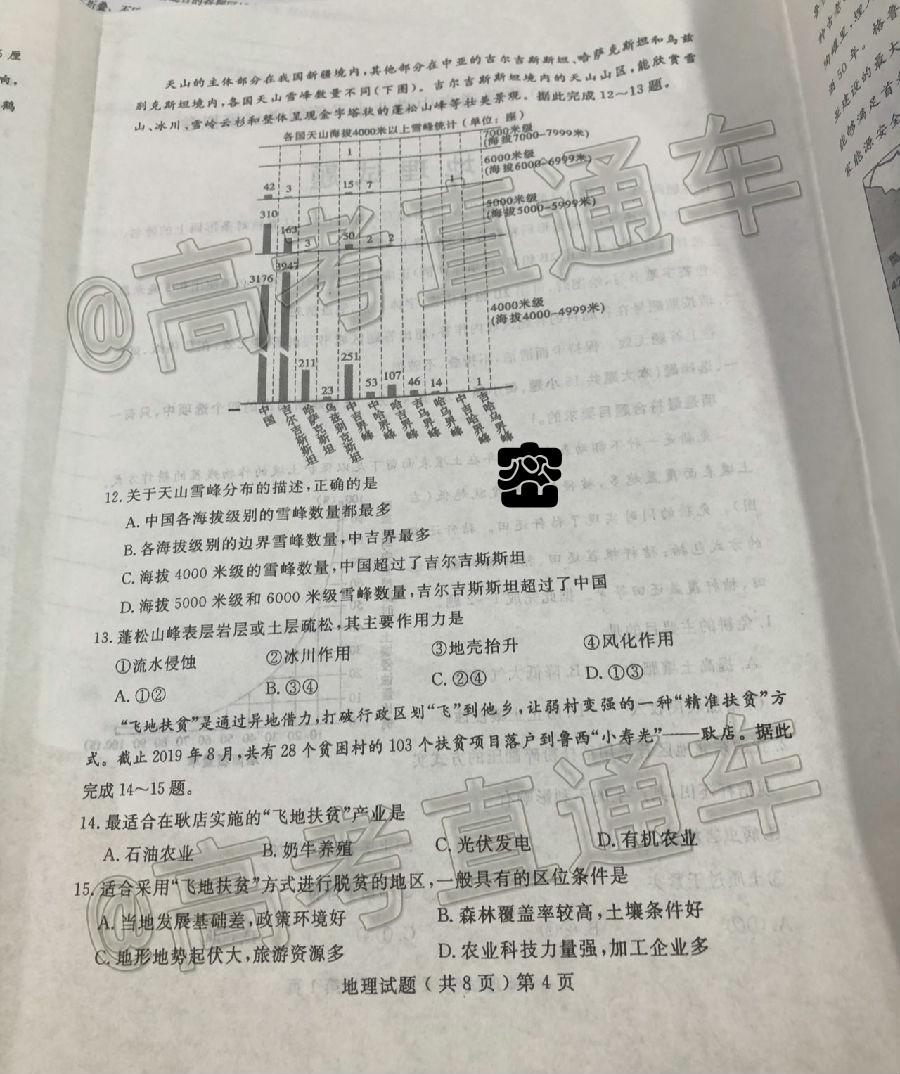 天山的主体部分在我国新疆境内,其他部分在中亚的吉尔吉斯斯坦、哈萨克斯坦和乌兹
别克斯坦境内,各国天山雪峰数量不同(下图)。吉尔吉斯斯坦境内的天山山区,能欣赏雪
山、冰川、雪岭云杉和整体呈现金字塔状的蓬松山峰等壮美景观。据此完成12~13题。
各国天山海拔4000米以上雪峰统计(单位:座)
7000米级
(海拔7000-7999米)
1
6000米级
(海拔6000-6999米)
42 3 15 7 1
5000米级
(海拔5000-5999米)
310 163 3 50 2 2
4000米级
(海拔4000-4999米)
3176 3947 211 23 251 53 107 46 14 1
中国
吉尔吉斯斯坦
哈萨克斯坦
乌兹别克斯坦
中吉界峰
中哈界峰
哈吉界峰
吉乌界峰
哈乌界峰
中吉哈界峰
吉哈乌界峰
12.关于天山雪峰分布的描述,正确的是
A.中国各海拔级别的雪峰数量都最多
B.各海拔级别的边界雪峰数量,中吉界最多
C.海拔4000米级的雪峰数量,中国超过了吉尔吉斯斯坦
D.海拔5000米级和6000米级雪峰数量,吉尔吉斯斯坦超过了中国
13.蓬松山峰表层岩层或土层疏松,其主要作用力是
①流水侵蚀 ②冰川作用 ③地壳抬升 ④风化作用
A.①② B.③④ C.②④ D.①③
“飞地扶贫”是通过异地借力,打破行政区划“飞”到他乡,让弱村变强的一种“精准扶贫”方
式。截止2019年8月,共有28个贫困村的103个扶贫项目落户到鲁西“小寿光”——耿店。据此
完成14~15题。
14.最适合在耿店实施的“飞地扶贫”产业是
A.石油农业 B.奶牛养殖 C.光伏发电 D.有机农业
15.适合采用“飞地扶贫”方式进行脱贫的地区,一般具有的区位条件是
A.当地发展基础差,政策环境好 B.森林覆盖率较高,土壤条件好
C.地形地势起伏大,旅游资源多 D.农业科技力量强,加工企业多
地理试题(共8页)第4页
@高考直通车
@高考直通车